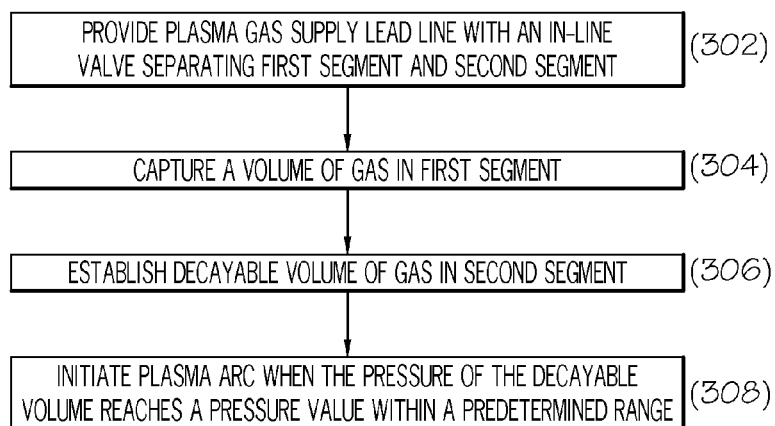 PROVIDE PLASMA GAS SUPPLY LEAD LINE WITH AN IN-LINE
VALVE SEPARATING FIRST SEGMENT AND SECOND SEGMENT
(302)
CAPTURE A VOLUME OF GAS IN FIRST SEGMENT
(304)
ESTABLISH DECAYABLE VOLUME OF GAS IN SECOND SEGMENT
(306)
INITIATE PLASMA ARC WHEN THE PRESSURE OF THE DECAYABLE
VOLUME REACHES A PRESSURE VALUE WITHIN A PREDETERMINED RANGE
(308)